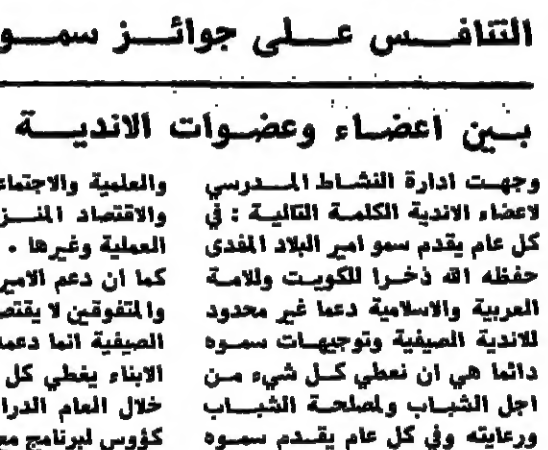 التنافس على جوائز سمو
بين اعضاء وعضوات الاندية
وجهت ادارة النشاط المدرسي
لاعضاء الاندية الكلمة التالية : في
كل عام يقدم سمو امير البلاد المفدى
حفظه الله ذخرا للكويت وللامة
العربية والاسلامية دعما غير محدود
للاندية الصيفية وتوجيهات سموه
دائما هي ان نعطي كل شيء من
اجل الشباب ولمصلحة الشباب
ورعايته وفي كل عام يقدم سموه
والعلمية والاجتماعـ
والاقتصاد المنـز
العملية وغيرها .
كما ان دعم الامير
والمتفوقين لا يقتصر
الصيفية انما دعمه
الابناء يغطي كل
خلال العام الدرا
كؤوس لبرنامج مع